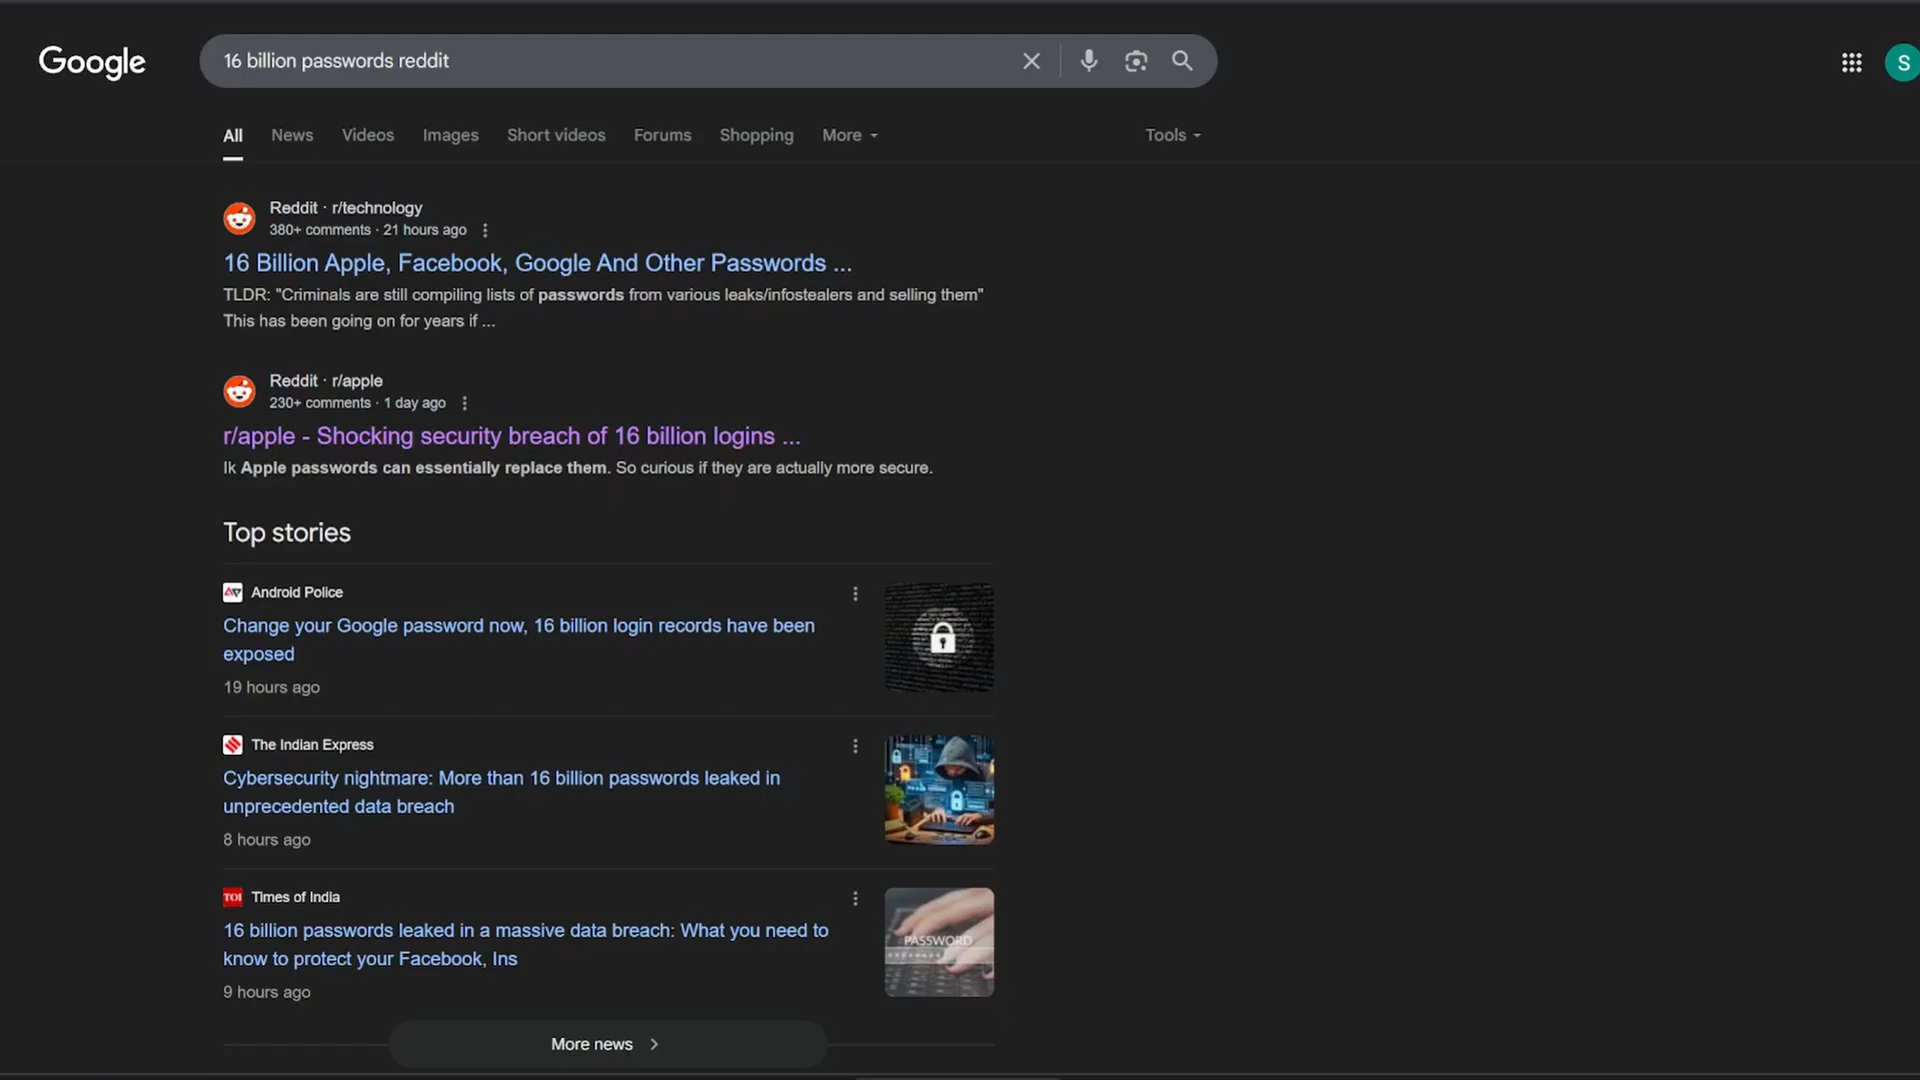 Google
16 billion passwords reddit
S
All News Videos Images Short videos Forums Shopping More Tools
Reddit · r/technology
380+ comments · 21 hours ago
16 Billion Apple, Facebook, Google And Other Passwords ...
TLDR: "Criminals are still compiling lists of passwords from various leaks/infostealers and selling them"
This has been going on for years if ...
Reddit · r/apple
230+ comments · 1 day ago
r/apple - Shocking security breach of 16 billion logins ...
Ik Apple passwords can essentially replace them. So curious if they are actually more secure.
Top stories
Android Police
Change your Google password now, 16 billion login records have been
exposed
19 hours ago
The Indian Express
Cybersecurity nightmare: More than 16 billion passwords leaked in
unprecedented data breach
8 hours ago
TOI Times of India
16 billion passwords leaked in a massive data breach: What you need to
know to protect your Facebook, Ins
PASSWORD
9 hours ago
More news